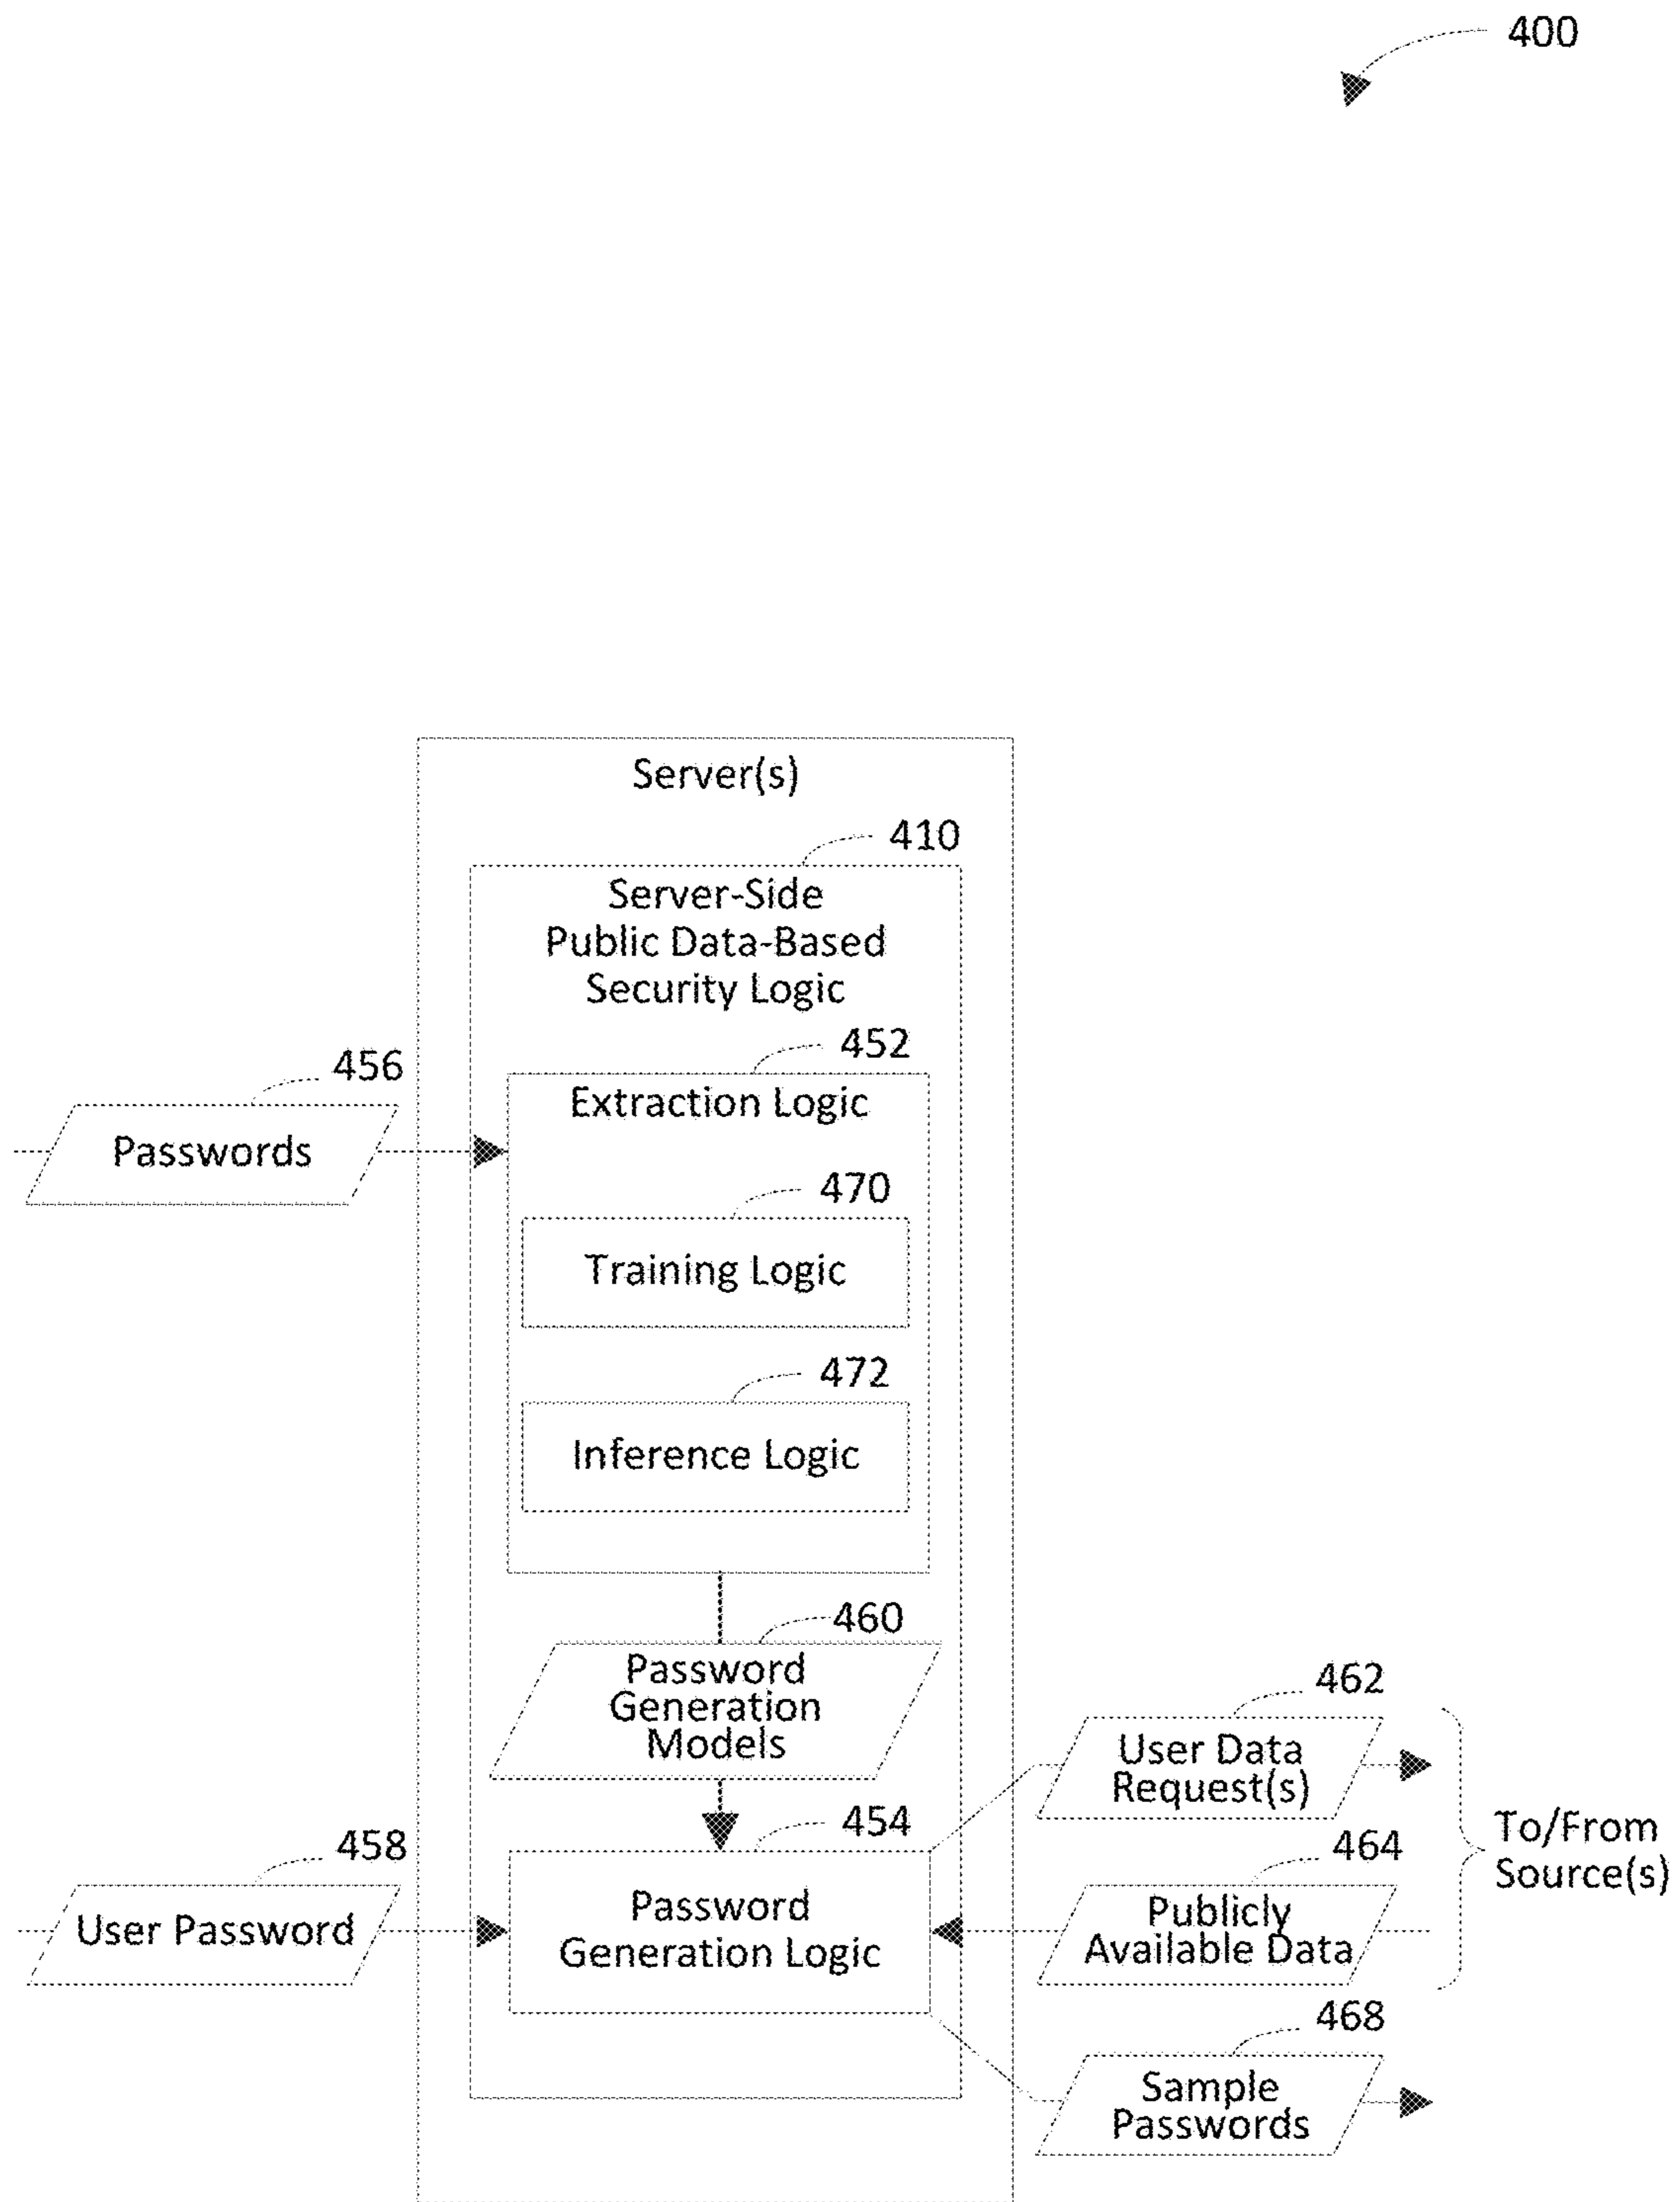 400
Server(s)
410
Server-Side
Public Data-Based
Security Logic
452
456
Extraction Logic
Passwords
470
Training Logic
472
Inference Logic
460
Password
Generation
Models
462
User Data
Request(s)
454
458
464
To/From
Source(s)
Password
Generation Logic
User Password
Publicly
Available Data
468
Sample
Passwords